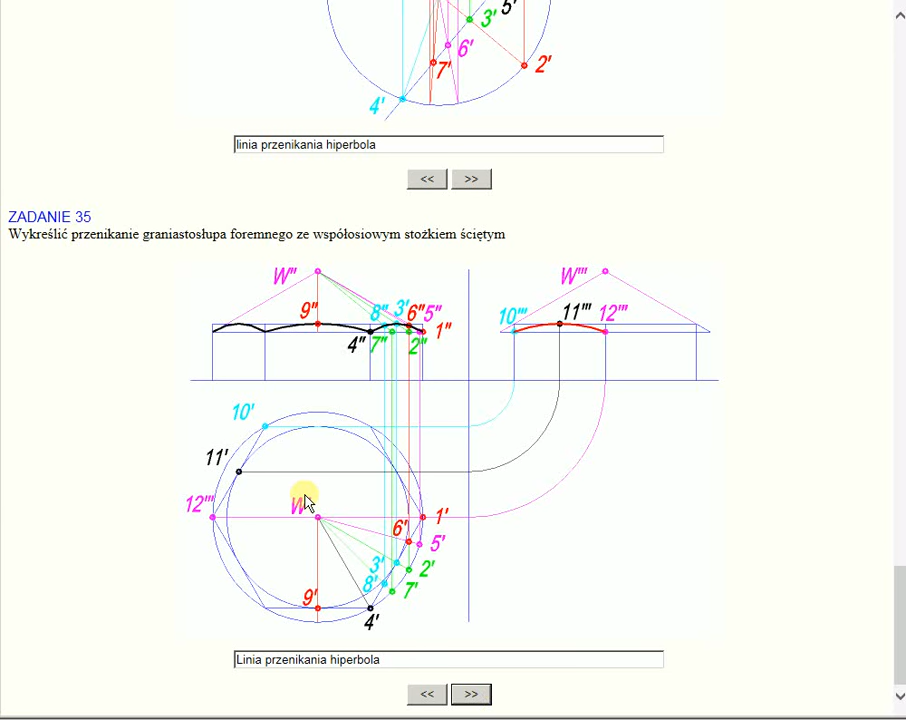 5'
3'
6'
7'
2'
4'
linia przenikania hiperbola
<< >>
ZADANIE 35
Wykreślić przenikanie graniastosłupa foremnego ze współosiowym stożkiem ściętym
W'' W'''
9'' 8'' 3' 6'' 5'' 10''' 11''' 12'''
4'' 7'' 2'' 1''
10'
11'
12''' W 1'
6' 5'
3' 2'
8' 7'
9' 4'
Linia przenikania hiperbola
<< >>